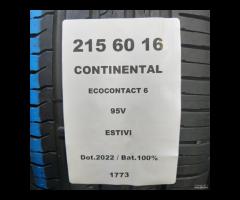 215 60 16
CONTINENTAL
ECOCONTACT 6
95V
ESTIVI
Dot.2022 / Bat.100%
1773